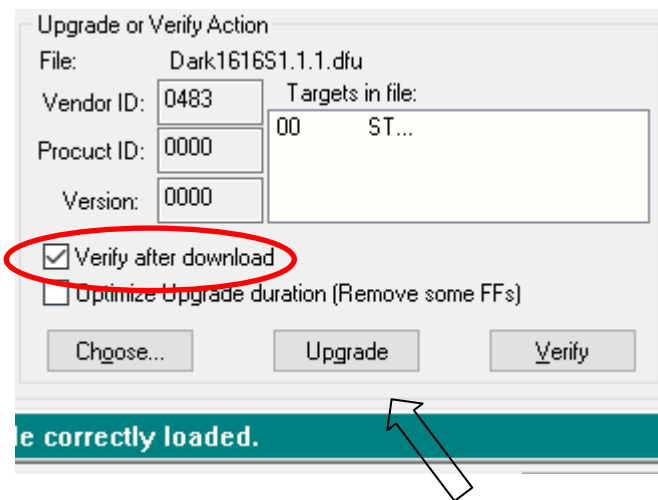 Upgrade or Verify Action
File: Dark1616S1.1.1.dfu
Vendor ID: 0483
Targets in file:
00 ST...
Procuct ID: 0000
Version: 0000
Verify after download
Optimize Upgrade duration (Remove some FFs)
Choose... Upgrade Verify
le correctly loaded.